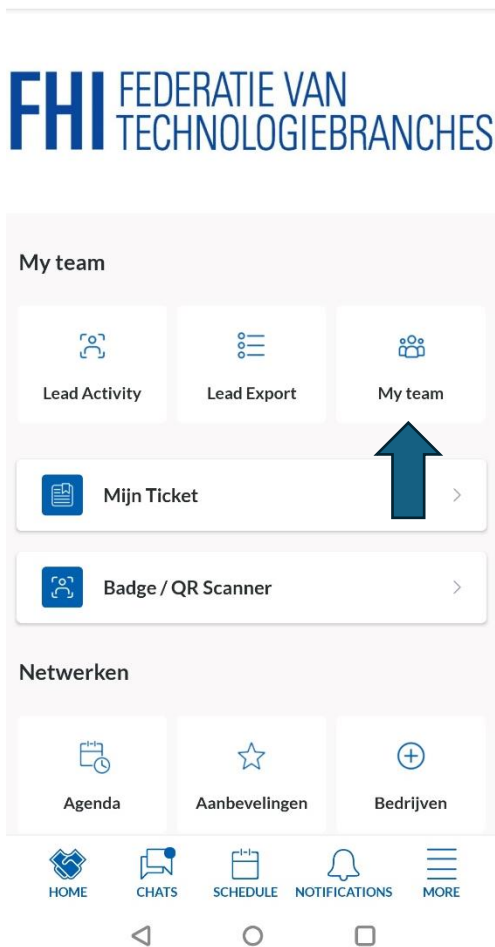 FHI FEDERATIE VAN
TECHNOLOGIEBRANCHES
My team
Lead Activity Lead Export My team
Mijn Ticket
Badge / QR Scanner
Netwerken
Agenda Aanbevelingen Bedrijven
HOME CHATS SCHEDULE NOTIFICATIONS MORE